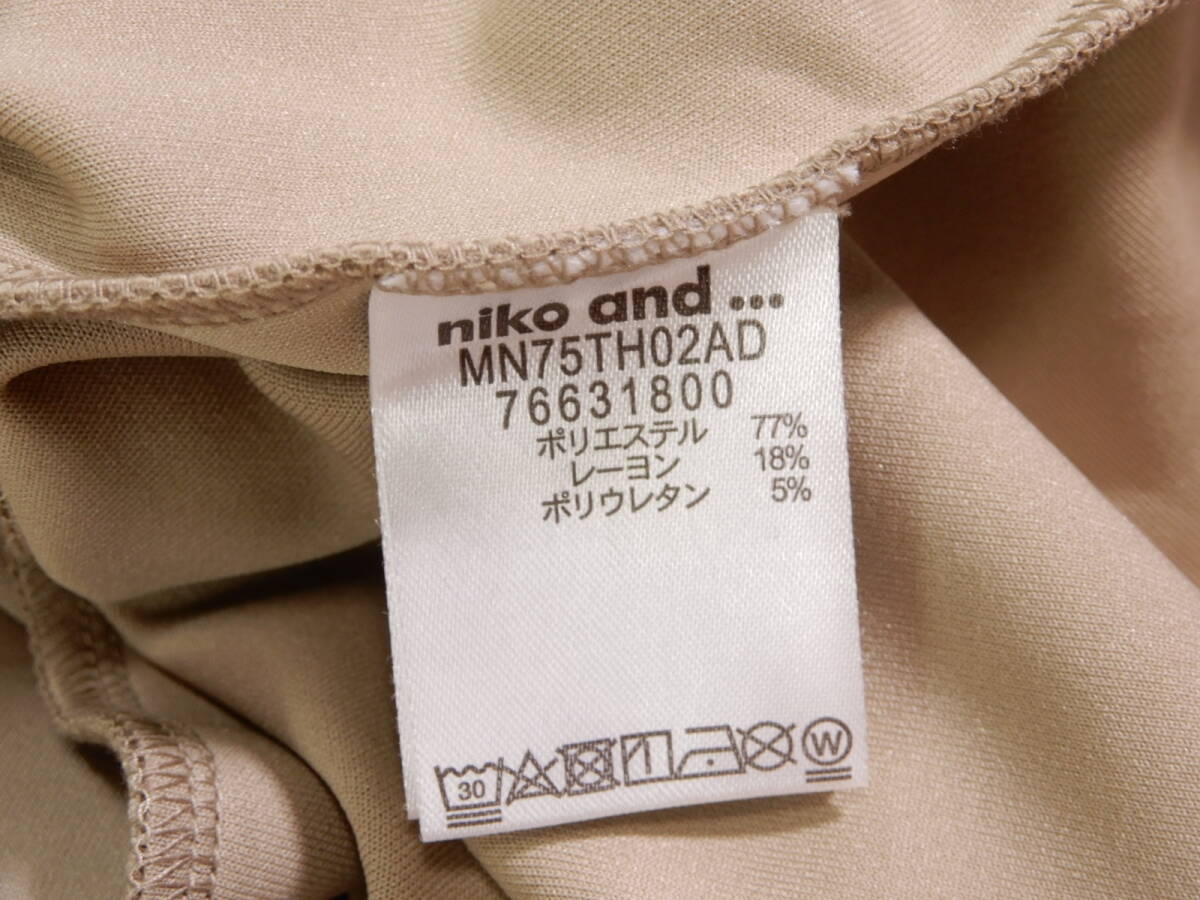 niko and ...
MN75TH02AD
76631800
ポリエステル 77%
レーヨン 18%
ポリウレタン 5%
30 W